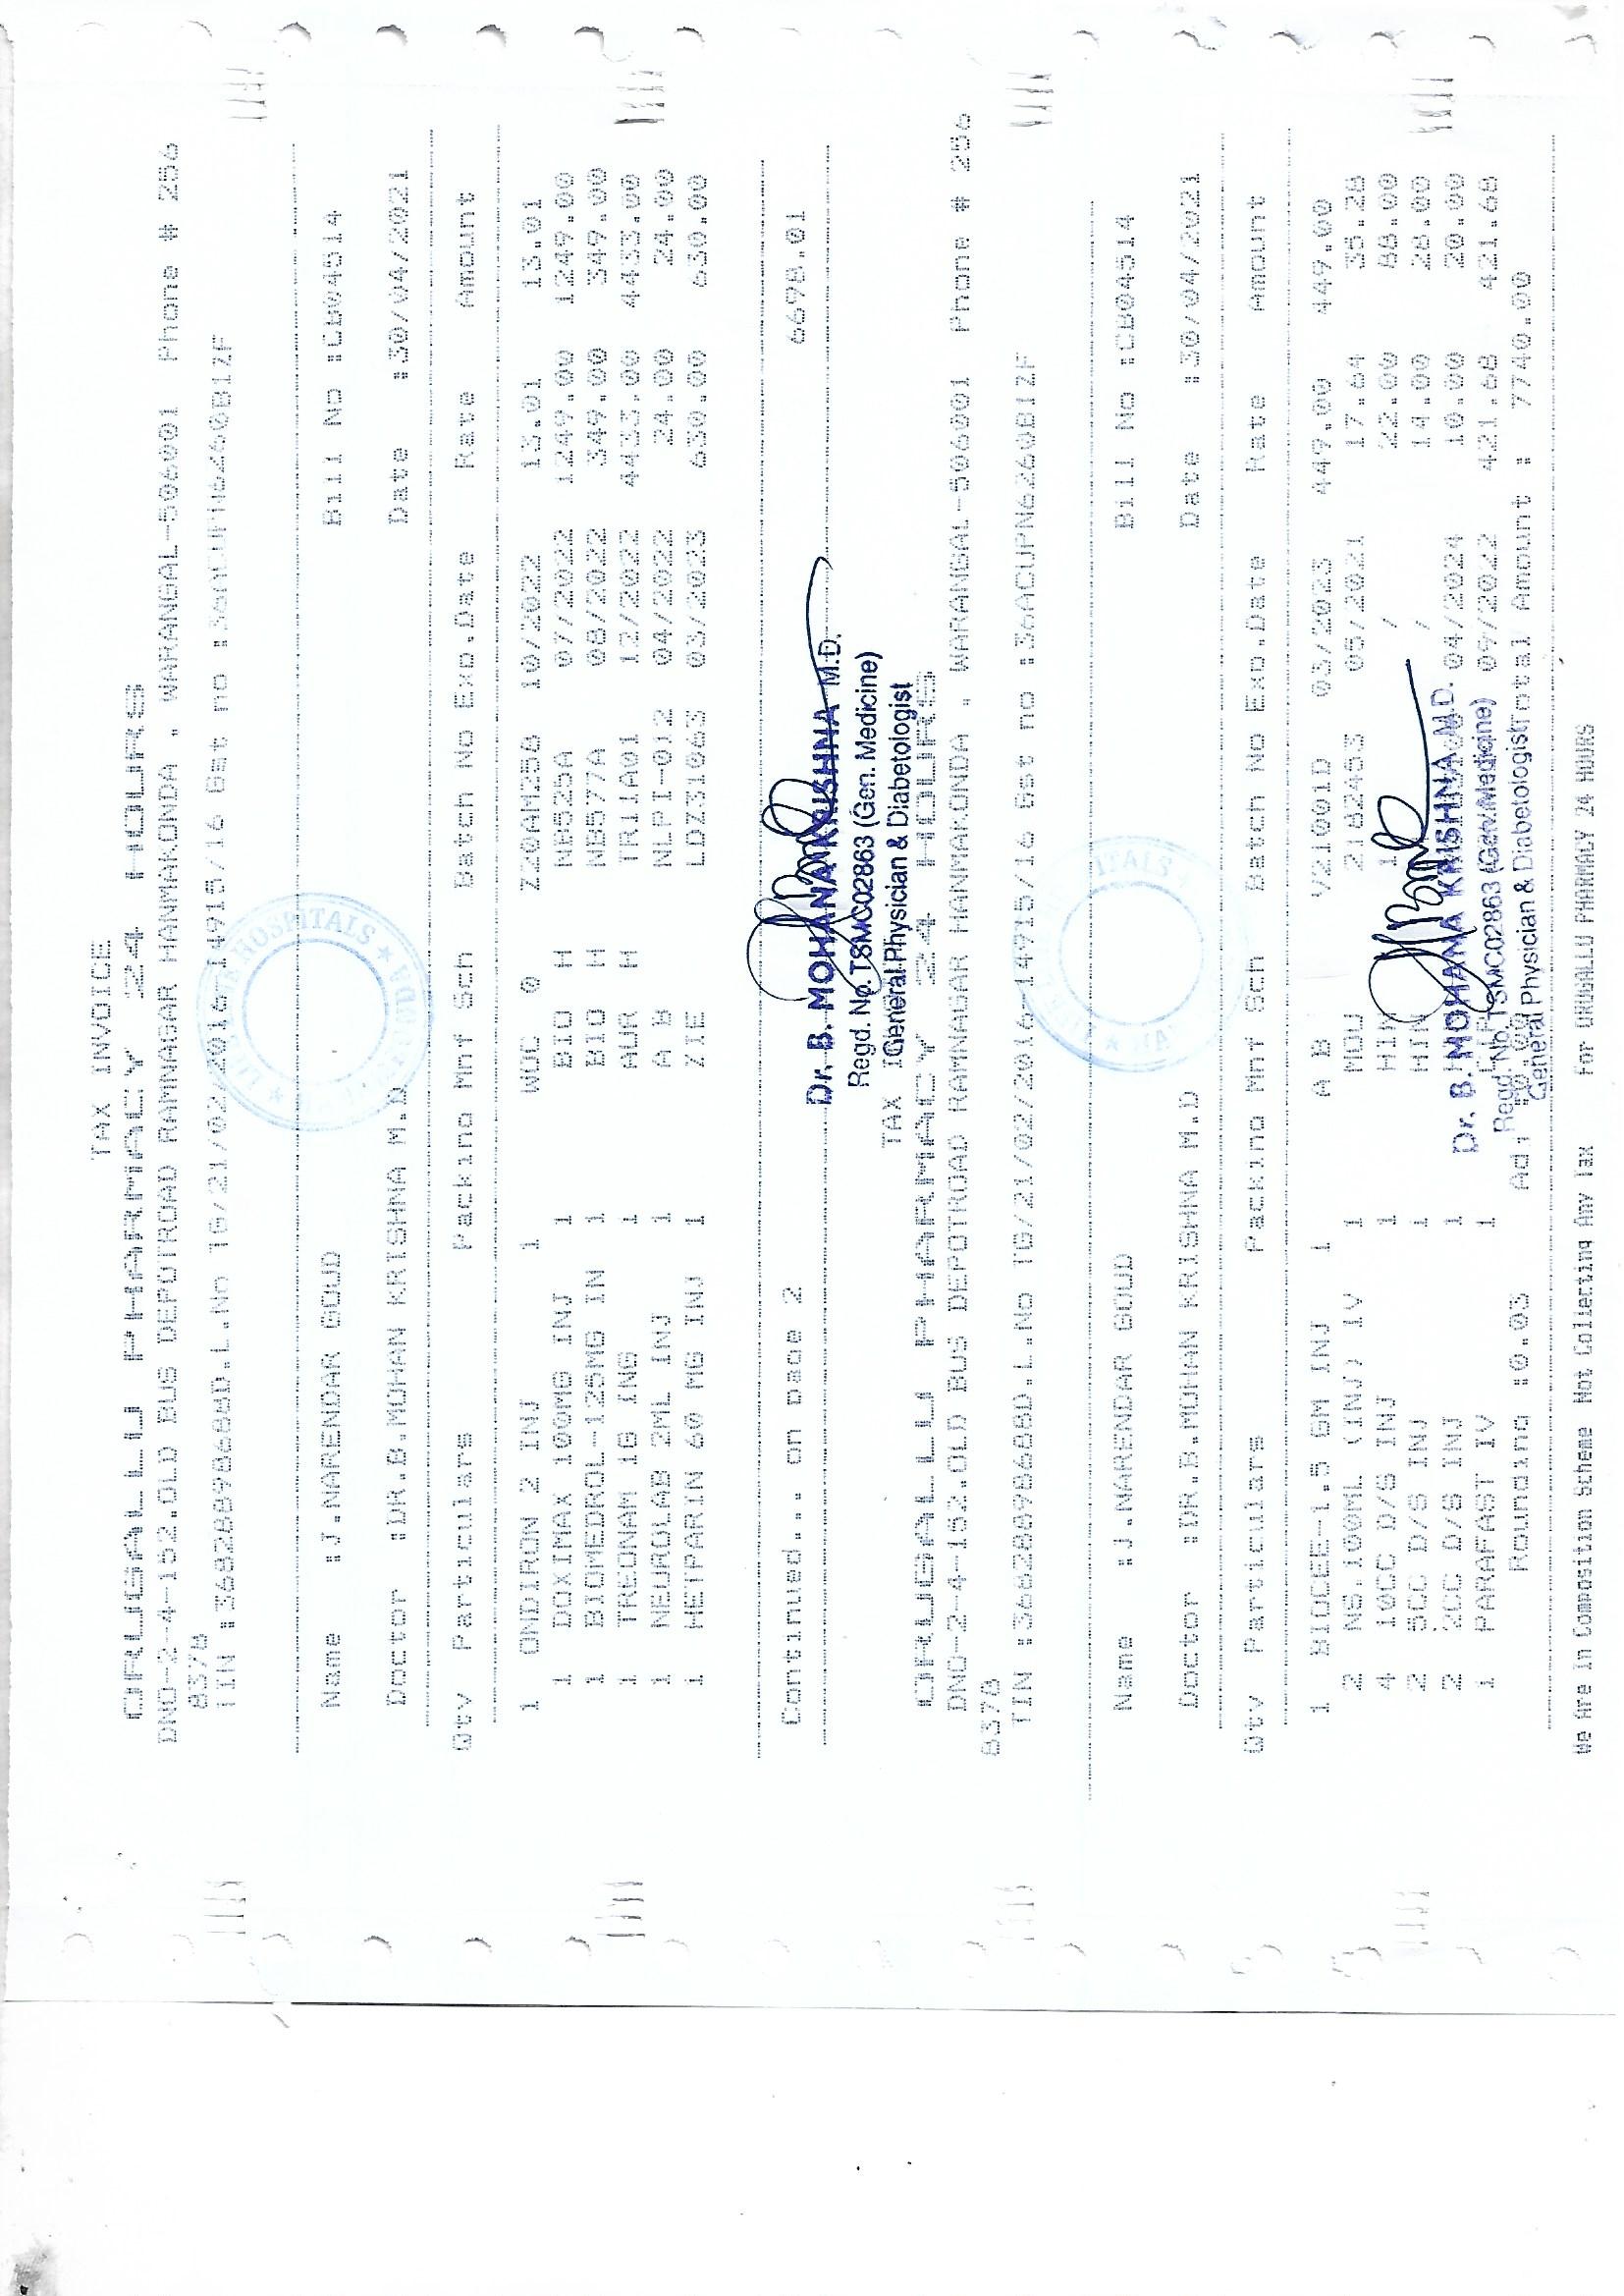 TAX INVOICE
ORUGALLU PHARMACY 24 HOURS
DNO-2-4-152.OLD BUS DEPOTROAD RAMNAGAR HANMAKONDA , WARANGAL-506001 Phone # 256
8378
TIN :36828898688D.L.No TB/21/02/2016-14915/16 Gst no :36ACUPN6260B1ZF
Bill No :CB04514
Name :J.NARENDAR GOUD
Date :30/04/2021
Doctor :DR.B.MOHAN KRISHNA M.D
Qty Particulars Packing Mnf Sch Batch No Exp.Date Rate Amount
1 ONDIRON 2 INJ 1 WOC 0 Z20AM258 10/2022 13.01 13.01
1 DOXIMAX 100MG INJ 1 BIO H NB525A 07/2022 1249.00 1249.00
1 BIOMEDROL-125MG IN 1 BIO H NB577A 08/2022 349.00 349.00
1 TREONAM 1G ING 1 AUR H TR11A01 12/2022 4433.00 4433.00
1 NEUROLAB 2ML INJ 1 A B NLPI-012 04/2022 24.00 24.00
1 HETPARIN 60 MG INJ 1 ZIE LDZ31063 03/2023 630.00 630.00
Continued... on page 2 6698.01
Dr. B. MOHANA KRISHNA M.D.
Regd. No. TSMC02863 (Gen. Medicine)
General Physician & Diabetologist
TAX I
ORUGALLU PHARMACY 24 HOURS
DNO-2-4-152.OLD BUS DEPOTROAD RAMNAGAR HANMAKONDA , WARANGAL-506001 Phone # 256
8378
TIN :36828898688D.L.No TB/21/02/2016-14915/16 Gst no :36ACUPN6260B1ZF
Bill No :CB04514
Name :J.NARENDAR GOUD
Date :30/04/2021
Doctor :DR.B.MOHAN KRISHNA M.D
Qty Particulars Packing Mnf Sch Batch No Exp.Date Rate Amount
1 BIOCEE-1.5 GM INJ 1 A B V21001D 03/2023 449.00 449.00
2 NS.100ML (INJ) IV 1 MOU 2182453 05/2021 17.64 35.28
4 10CC D/S INJ 1 HIN / 22.00 88.00
2 5CC D/S INJ 1 HIN / 14.00 28.00
2 2CC D/S INJ 1 04/2024 10.00 20.00
1 PARAFAST IV 1 09/2022 421.68 421.68
Rounding :0.03 Total Amount : 7740.00
Dr. B. MOHANA KRISHNA M.D.
Regd. No. TSMC02863 (Gen. Medicine)
General Physician & Diabetologist
We Are In Composition Scheme Not Collecting Any Tax For ORUGALLU PHARMACY 24 HOURS
HOSPITALS